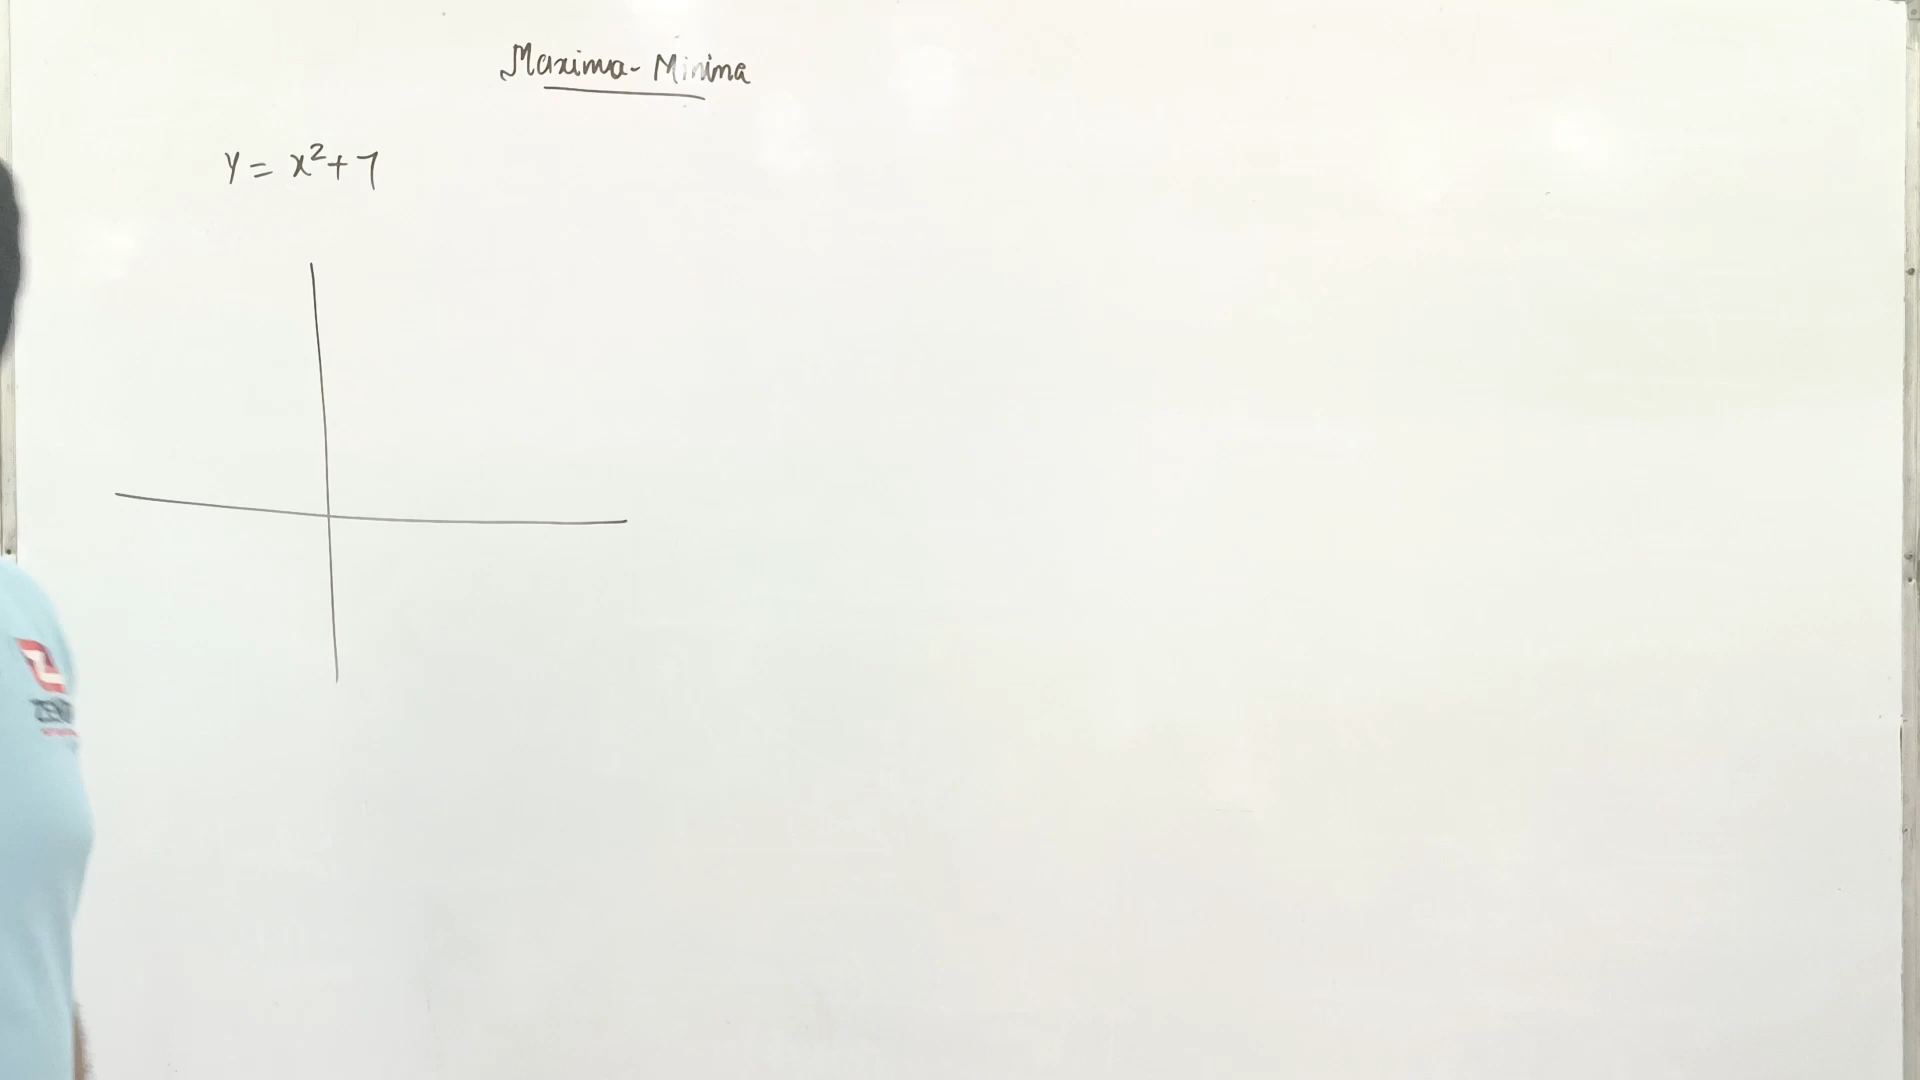 Maxima- Minima
y = x²+7